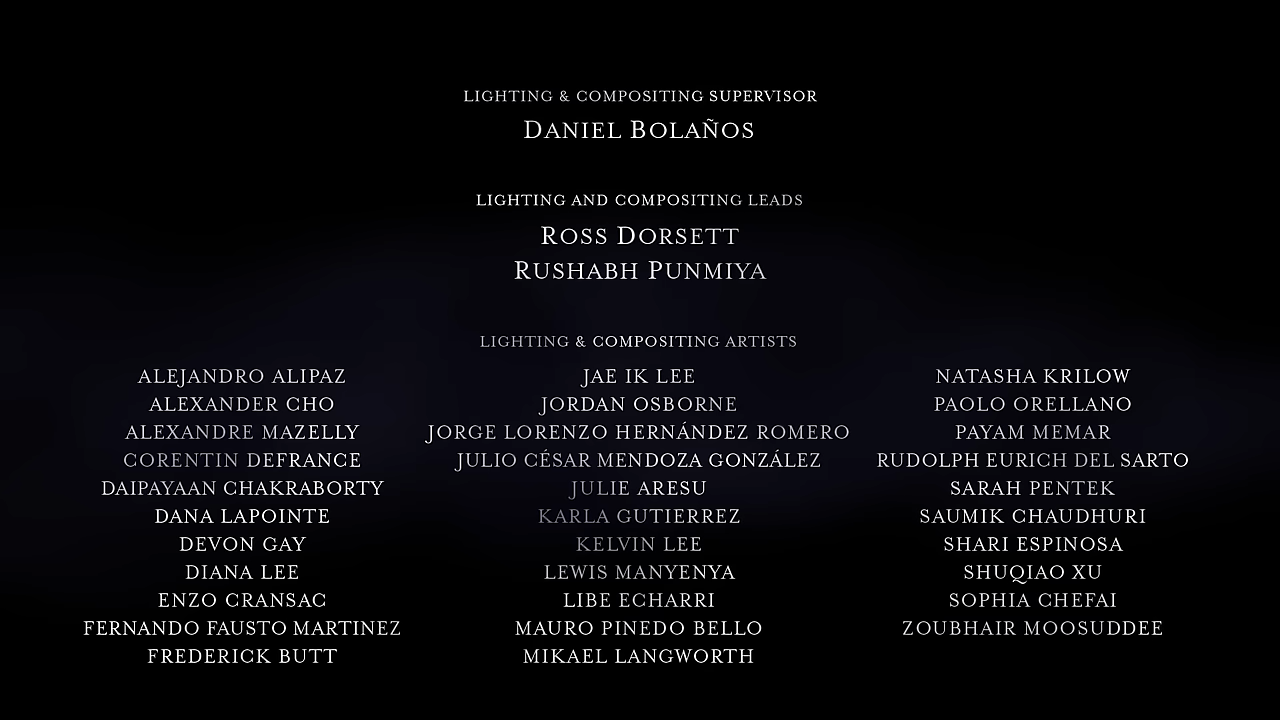 LIGHTING & COMPOSITING SUPERVISOR
DANIEL BOLAÑOS
LIGHTING AND COMPOSITING LEADS
ROSS DORSETT
RUSHABH PUNMIYA
LIGHTING & COMPOSITING ARTISTS
ALEJANDRO ALIPAZ
ALEXANDER CHO
ALEXANDRE MAZELLY
CORENTIN DEFRANCE
DAIPAYAAN CHAKRABORTY
DANA LAPOINTE
DEVON GAY
DIANA LEE
ENZO CRANSAC
FERNANDO FAUSTO MARTINEZ
FREDERICK BUTT
JAE IK LEE
JORDAN OSBORNE
JORGE LORENZO HERNÁNDEZ ROMERO
JULIO CÉSAR MENDOZA GONZÁLEZ
JULIE ARESU
KARLA GUTIERREZ
KELVIN LEE
LEWIS MANYENYA
LIBE ECHARRI
MAURO PINEDO BELLO
MIKAEL LANGWORTH
NATASHA KRILOW
PAOLO ORELLANO
PAYAM MEMAR
RUDOLPH EURICH DEL SARTO
SARAH PENTEK
SAUMIK CHAUDHURI
SHARI ESPINOSA
SHUQIAO XU
SOPHIA CHEFAI
ZOUBHAIR MOOSUDDEE